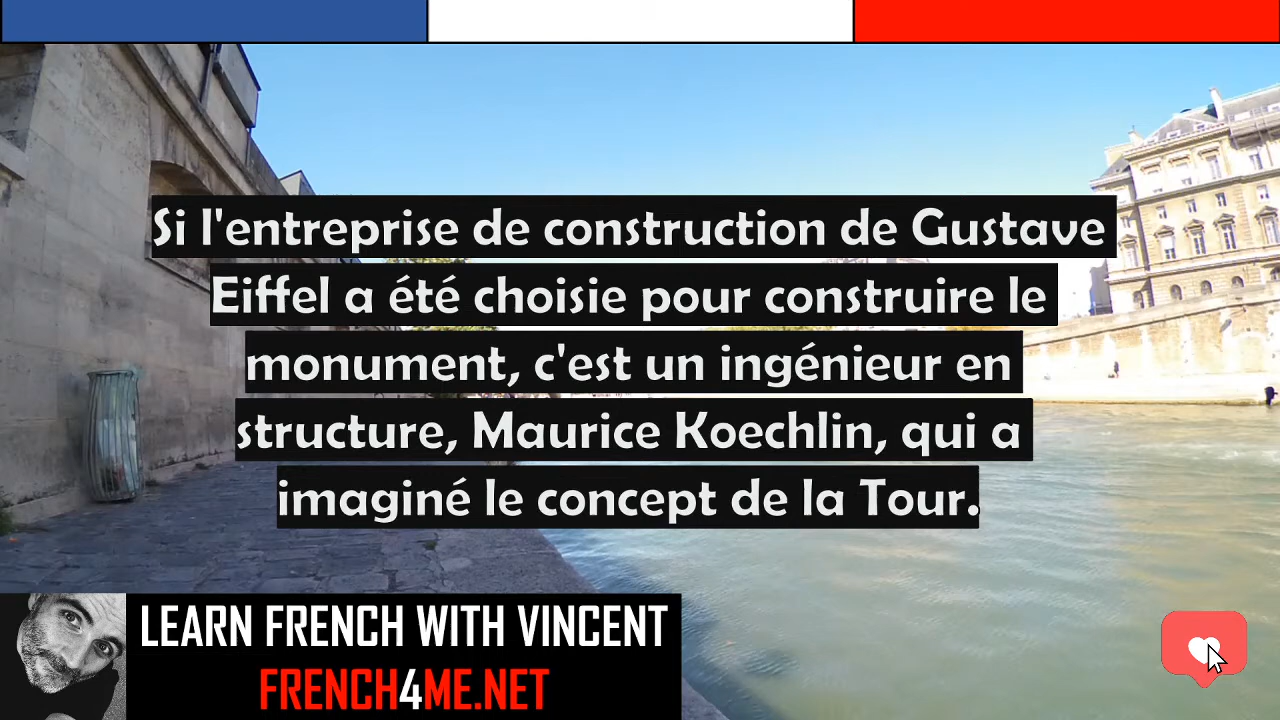 Si l'entreprise de construction de Gustave
Eiffel a été choisie pour construire le
monument, c'est un ingénieur en
structure, Maurice Koechlin, qui a
imaginé le concept de la Tour.
LEARN FRENCH WITH VINCENT
FRENCH4ME.NET